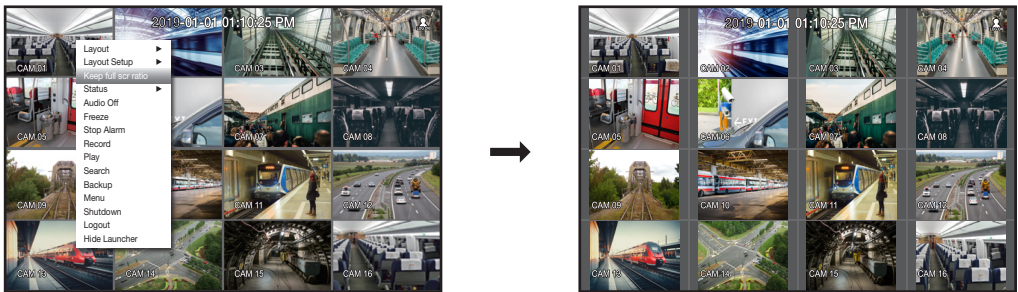 2019-01-01 01:10:25 PM
CAM 01
CAM 03
CAM 04
Layout
Layout Setup
Keep full scr ratio
Status
Audio Off
Freeze
Stop Alarm
Record
Play
Search
Backup
Menu
Shutdown
Logout
Hide Launcher
CAM 05
CAM 07
CAM 08
CAM 09
CAM 11
CAM 12
CAM 13
CAM 14
CAM 15
CAM 16
2019-01-01 01:10:25 PM
CAM 01
CAM 02
CAM 03
CAM 04
CAM 05
CAM 06
CAM 07
CAM 08
CAM 09
CAM 10
CAM 11
CAM 12
CAM 13
CAM 14
CAM 15
CAM 16